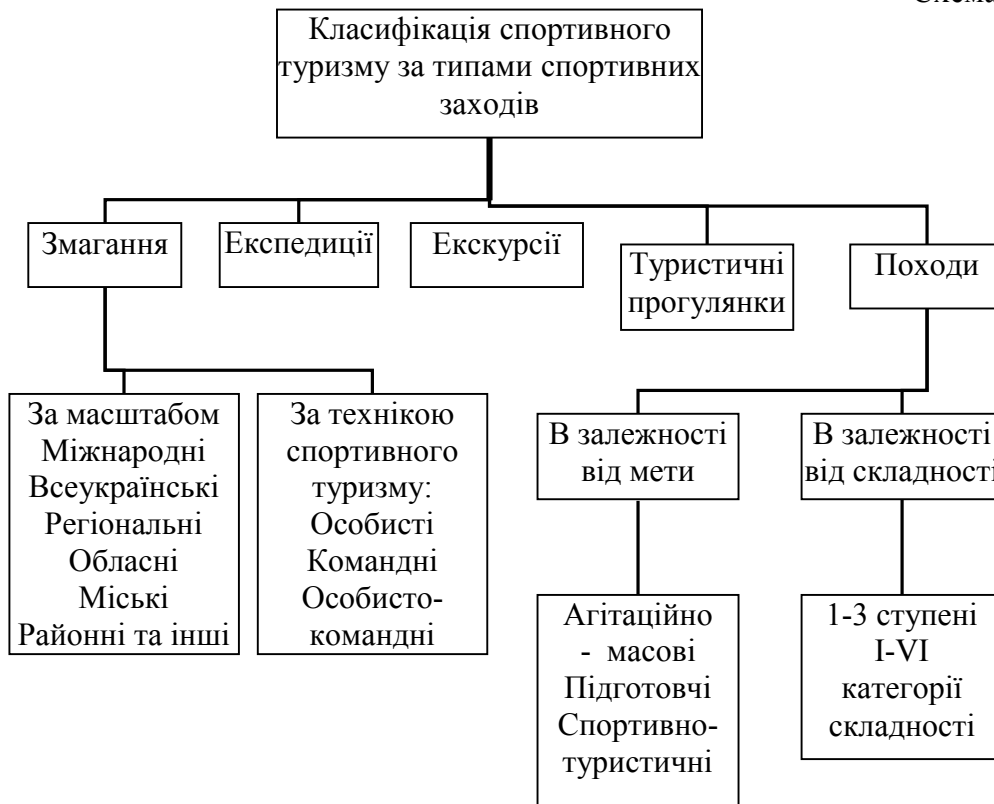 Схема
Класифікація спортивного
туризму за типами спортивних
заходів
Змагання
Експедиції
Екскурсії
Туристичні
прогулянки
Походи
За масштабом
Міжнародні
Всеукраїнські
Регіональні
Обласні
Міські
Районні та інші
За технікою
спортивного
туризму:
Особисті
Командні
Особисто-
командні
В залежності
від мети
В залежності
від складності
Агітаційно
- масові
Підготовчі
Спортивно-
туристичні
1-3 ступені
I-VI
категорії
складності